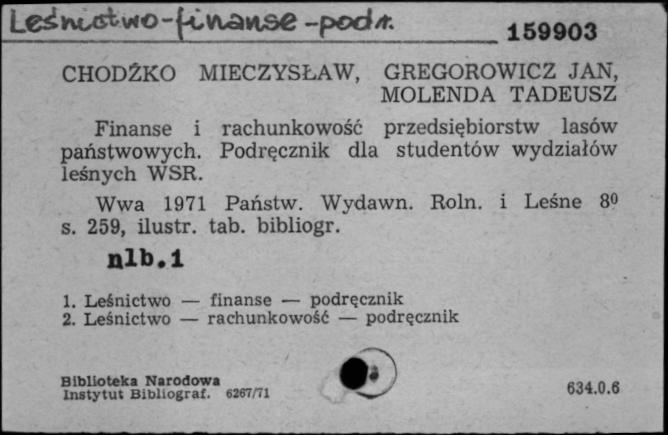 Leśnictwo-finanse-podr.
159903
CHODŹKO MIECZYSŁAW, GREGOROWICZ JAN,
MOLENDA TADEUSZ
Finanse i rachunkowość przedsiębiorstw lasów
państwowych. Podręcznik dla studentów wydziałów
leśnych WSR.
Wwa 1971 Państw. Wydawn. Roln. i Leśne 8⁰
s. 259, ilustr. tab. bibliogr.
nlb.1
1. Leśnictwo — finanse — podręcznik
2. Leśnictwo — rachunkowość — podręcznik
Biblioteka Narodowa
Instytut Bibliograf. 6267/71
634.0.6